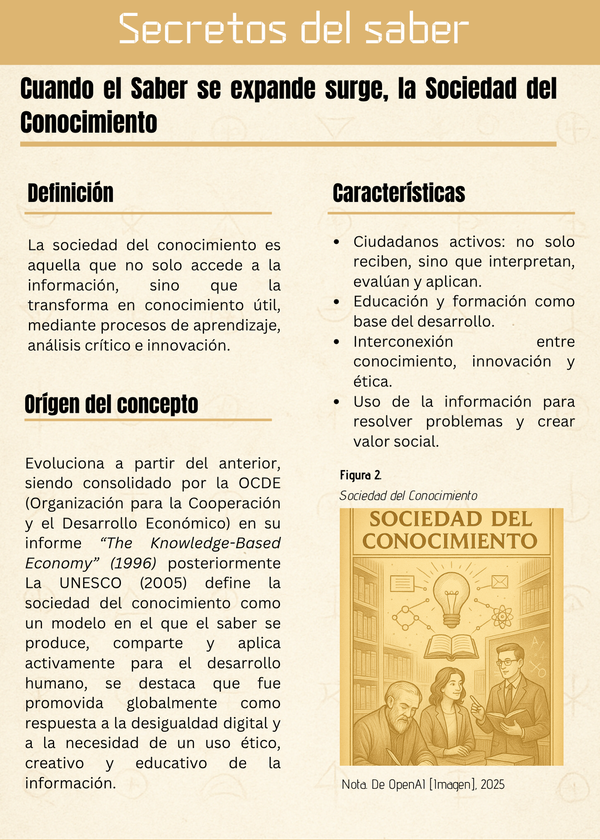 Secretos del saber
Cuando el Saber se expande surge, la Sociedad del
Conocimiento
Definición
La sociedad del conocimiento es
aquella que no solo accede a la
información, sino que la
transforma en conocimiento útil,
mediante procesos de aprendizaje,
análisis crítico e innovación.
Orígen del concepto
Evoluciona a partir del anterior,
siendo consolidado por la OCDE
(Organización para la Cooperación
y el Desarrollo Económico) en su
informe “The Knowledge-Based
Economy” (1996) posteriormente
La UNESCO (2005) define la
sociedad del conocimiento como
un modelo en el que el saber se
produce, comparte y aplica
activamente para el desarrollo
humano, se destaca que fue
promovida globalmente como
respuesta a la desigualdad digital y
a la necesidad de un uso ético,
creativo y educativo de la
información.
Características
• Ciudadanos activos: no solo
reciben, sino que interpretan,
evalúan y aplican.
• Educación y formación como
base del desarrollo.
• Interconexión entre
conocimiento, innovación y
ética.
• Uso de la información para
resolver problemas y crear
valor social.
Figura 2
Sociedad del Conocimiento
SOCIEDAD DEL
CONOCIMIENTO
Nota. De OpenAI [Imagen], 2025